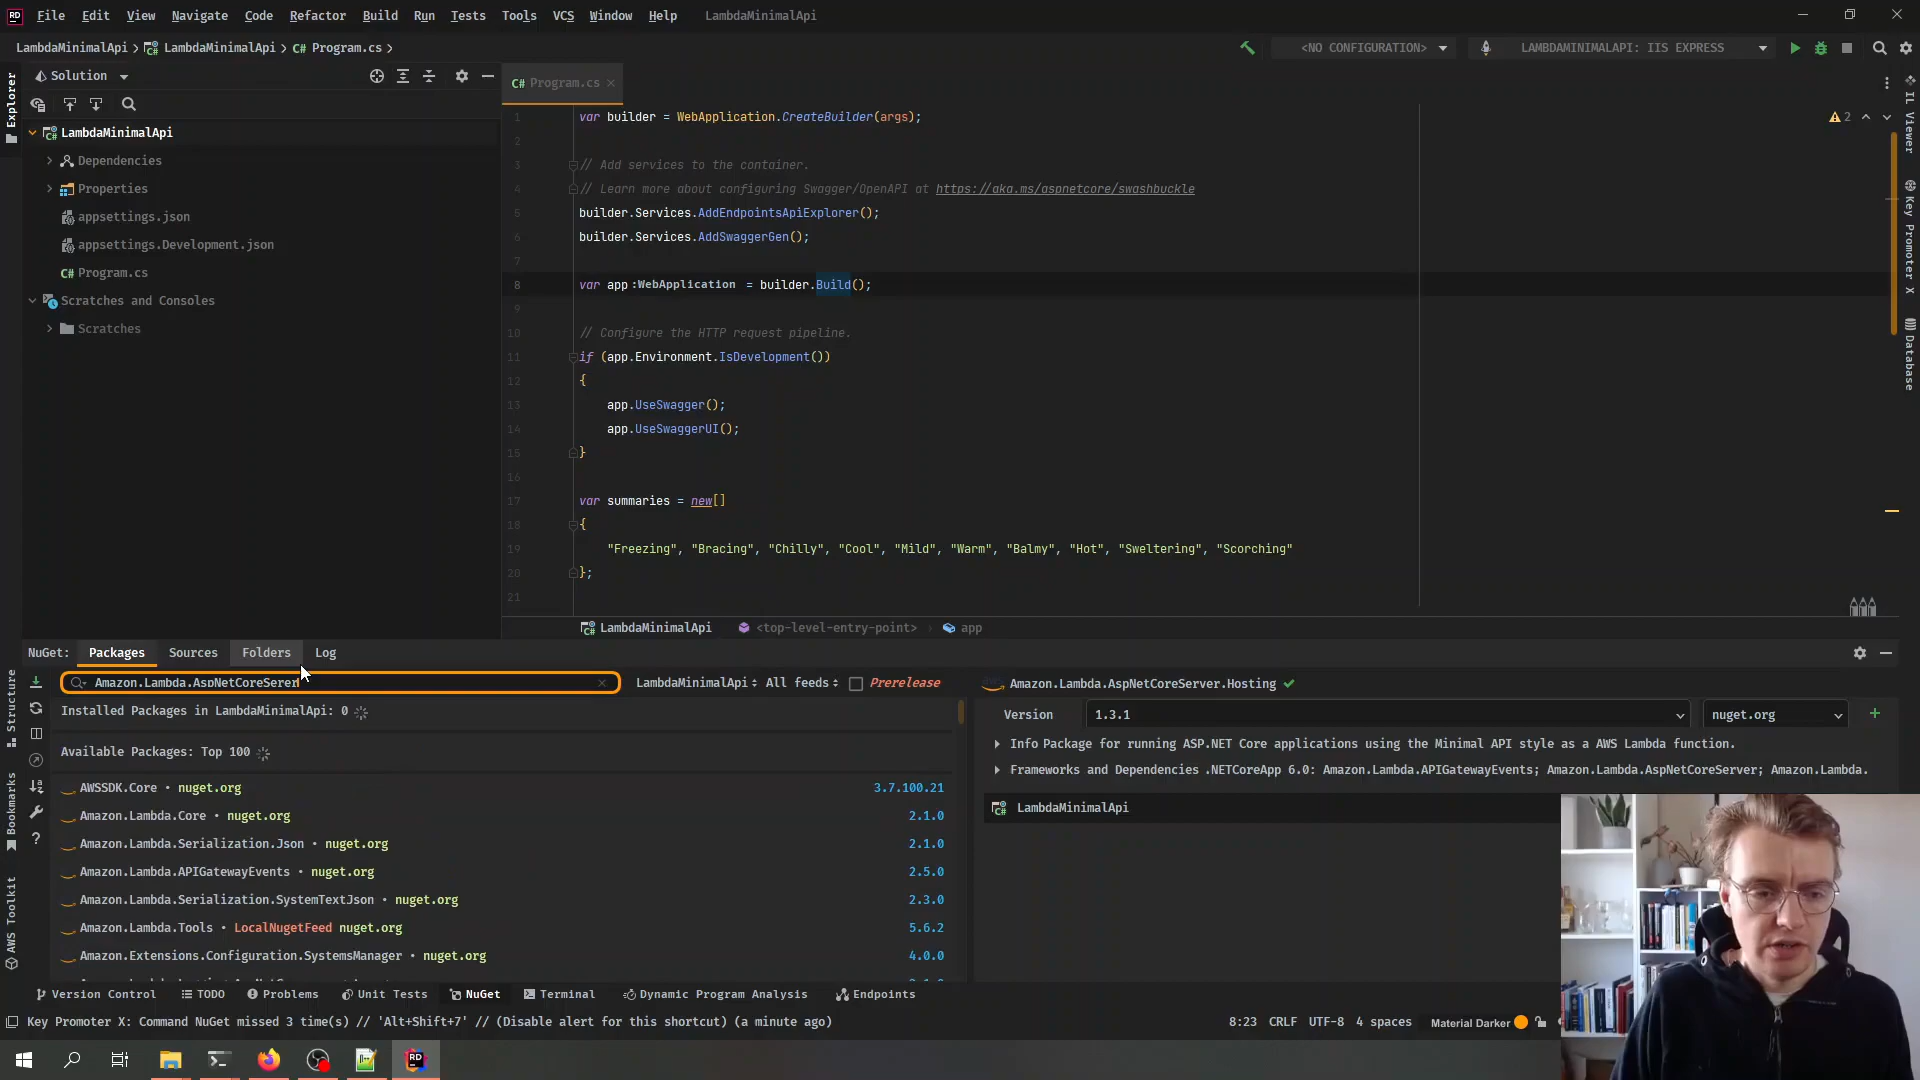 File Edit View Navigate Code Refactor Build Run Tests Tools VCS Window Help LambdaMinimalApi
LambdaMinimalApi LambdaMinimalApi Program.cs
<NO CONFIGURATION> LAMBDAMINIMALAPI: IIS EXPRESS
Explorer
Solution
LambdaMinimalApi
Dependencies
Properties
appsettings.json
appsettings.Development.json
Program.cs
Scratches and Consoles
Scratches
Program.cs
1 var builder = WebApplication.CreateBuilder(args);
2
3 // Add services to the container.
4 // Learn more about configuring Swagger/OpenAPI at https://aka.ms/aspnetcore/swashbuckle
5 builder.Services.AddEndpointsApiExplorer();
6 builder.Services.AddSwaggerGen();
7
8 var app :WebApplication = builder.Build();
9
10 // Configure the HTTP request pipeline.
11 if (app.Environment.IsDevelopment())
12 {
13 app.UseSwagger();
14 app.UseSwaggerUI();
15 }
16
17 var summaries = new[]
18 {
19 "Freezing", "Bracing", "Chilly", "Cool", "Mild", "Warm", "Balmy", "Hot", "Sweltering", "Scorching"
20 };
21
2
IL Viewer
Key Promoter X
Database
LambdaMinimalApi <top-level-entry-point> app
NuGet: Packages Sources Folders Log
Amazon.Lambda.AspNetCoreSerer
LambdaMinimalApi All feeds Prerelease
Installed Packages in LambdaMinimalApi: 0
Available Packages: Top 100
AWSSDK.Core • nuget.org 3.7.100.21
Amazon.Lambda.Core • nuget.org 2.1.0
Amazon.Lambda.Serialization.Json • nuget.org 2.1.0
Amazon.Lambda.APIGatewayEvents • nuget.org 2.5.0
Amazon.Lambda.Serialization.SystemTextJson • nuget.org 2.3.0
Amazon.Lambda.Tools • LocalNugetFeed nuget.org 5.6.2
Amazon.Extensions.Configuration.SystemsManager • nuget.org 4.0.0
Amazon.Lambda.AspNetCoreServer.Hosting
Version 1.3.1 nuget.org
Info Package for running ASP.NET Core applications using the Minimal API style as a AWS Lambda function.
Frameworks and Dependencies .NETCoreApp 6.0: Amazon.Lambda.APIGatewayEvents; Amazon.Lambda.AspNetCoreServer; Amazon.Lambda.
LambdaMinimalApi
Structure
Bookmarks
AWS Toolkit
Version Control TODO Problems Unit Tests NuGet Terminal Dynamic Program Analysis Endpoints
Key Promoter X: Command NuGet missed 3 time(s) // 'Alt+Shift+7' // (Disable alert for this shortcut) (a minute ago)
8:23 CRLF UTF-8 4 spaces Material Darker